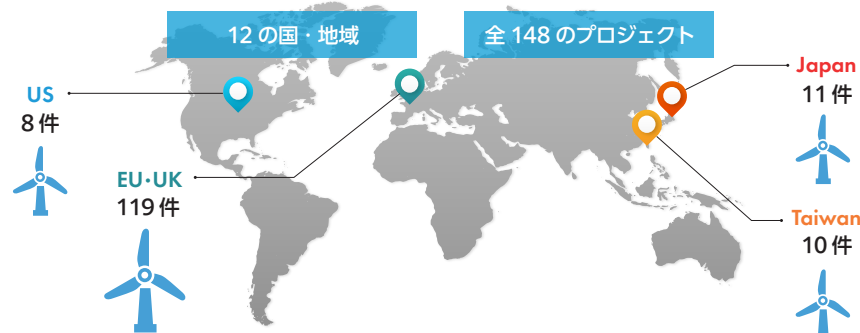 12 の国・地域
全 148 のプロジェクト
US
8 件
EU・UK
119 件
Japan
11 件
Taiwan
10 件